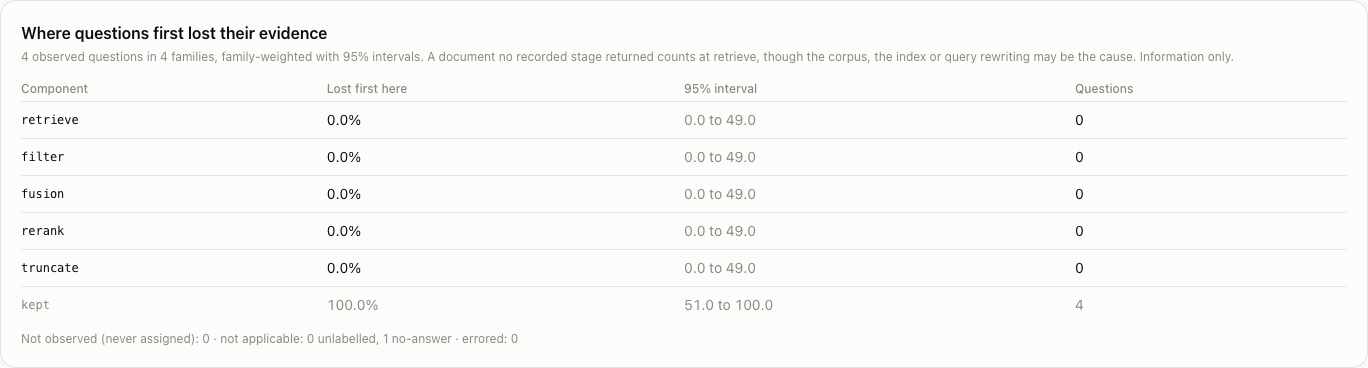 Where questions first lost their evidence
4 observed questions in 4 families, family-weighted with 95% intervals. A document no recorded stage returned counts at retrieve, though the corpus, the index or query rewriting may be the cause. Information only.
Component Lost first here 95% interval Questions
retrieve 0.0% 0.0 to 49.0 0
filter 0.0% 0.0 to 49.0 0
fusion 0.0% 0.0 to 49.0 0
rerank 0.0% 0.0 to 49.0 0
truncate 0.0% 0.0 to 49.0 0
kept 100.0% 51.0 to 100.0 4
Not observed (never assigned): 0 · not applicable: 0 unlabelled, 1 no-answer · errored: 0